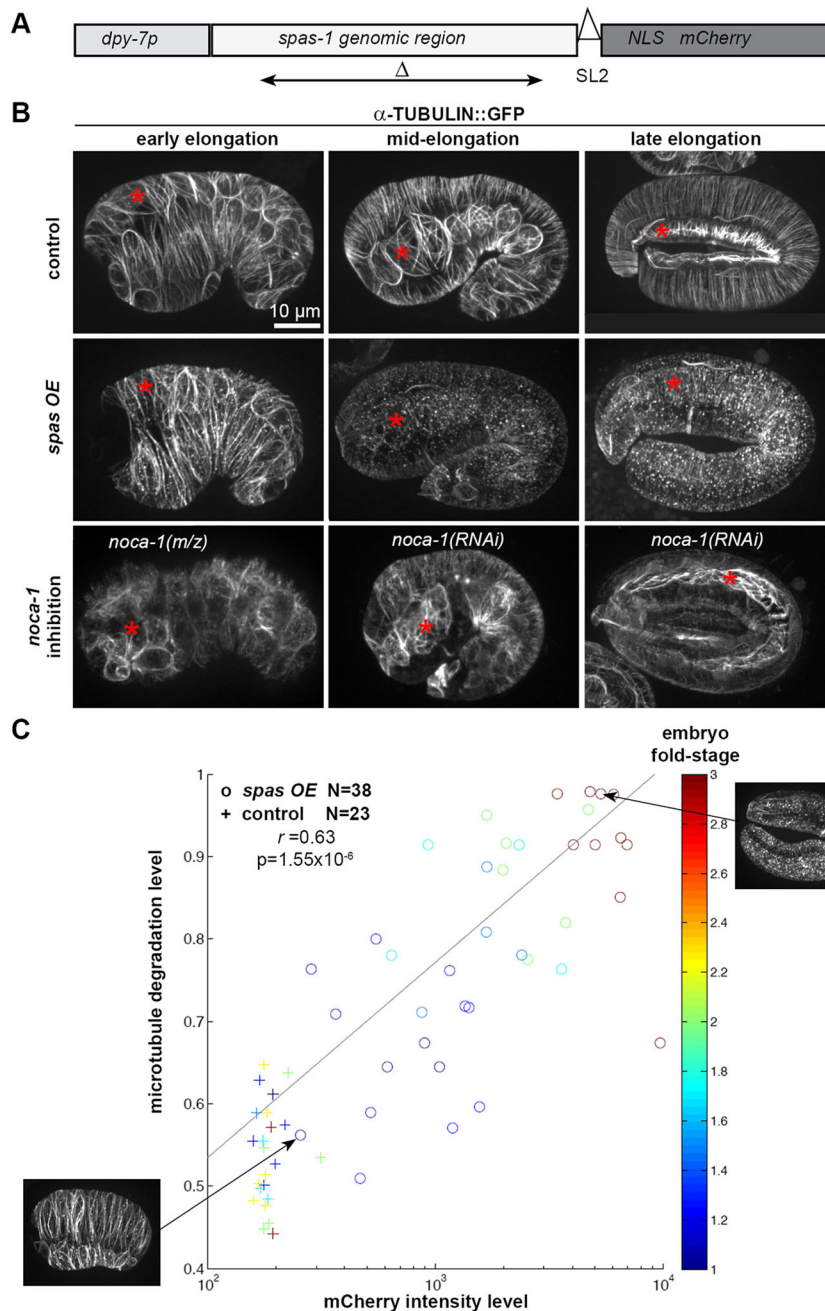 A
dpy-7p
spas-1 genomic region
NLS mCherry
Δ
SL2
B
α-TUBULIN::GFP
early elongation
mid-elongation
late elongation
control
10 µm
spas OE
noca-1
inhibition
noca-1(m/z)
noca-1(RNAi)
noca-1(RNAi)
C
embryo
fold-stage
o spas OE N=38
+ control N=23
r =0.63
p=1.55x10⁻⁶
microtubule degradation level
1
0.9
0.8
0.7
0.6
0.5
0.4
10²
10³
10⁴
mCherry intensity level
3
2.8
2.6
2.4
2.2
2
1.8
1.6
1.4
1.2
1